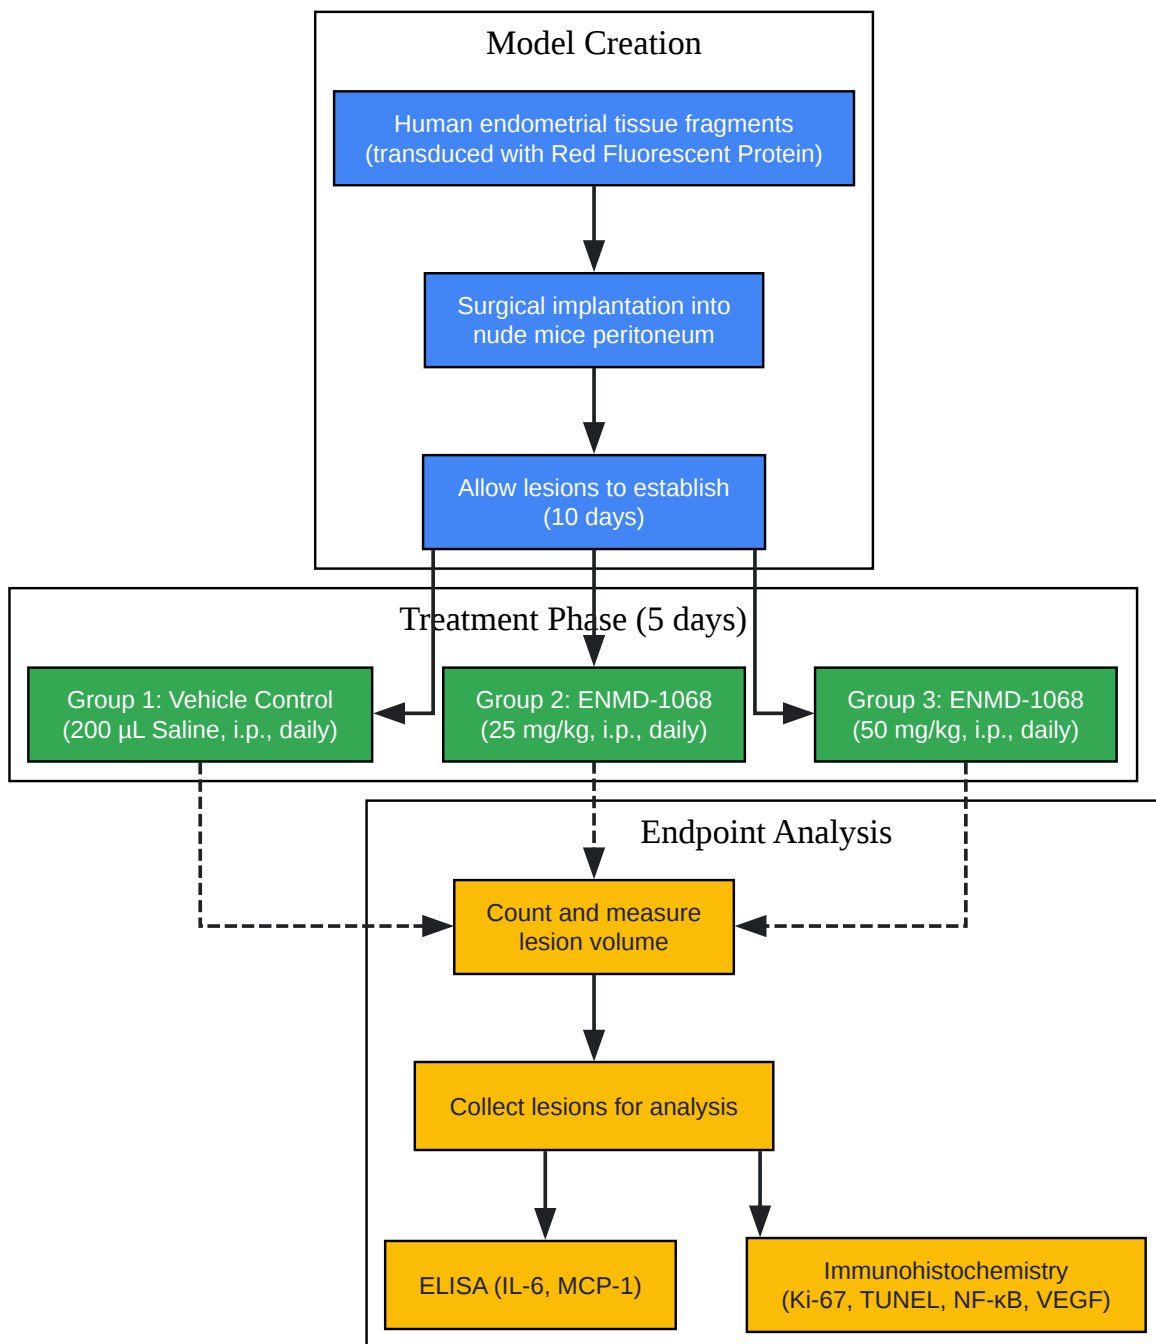 Model Creation
Human endometrial tissue fragments
(transduced with Red Fluorescent Protein)
Surgical implantation into
nude mice peritoneum
Allow lesions to establish
(10 days)
Treatment Phase (5 days)
Group 1: Vehicle Control
(200 µL Saline, i.p., daily)
Group 2: ENMD-1068
(25 mg/kg, i.p., daily)
Group 3: ENMD-1068
(50 mg/kg, i.p., daily)
Endpoint Analysis
Count and measure
lesion volume
Collect lesions for analysis
ELISA (IL-6, MCP-1)
Immunohistochemistry
(Ki-67, TUNEL, NF-κB, VEGF)